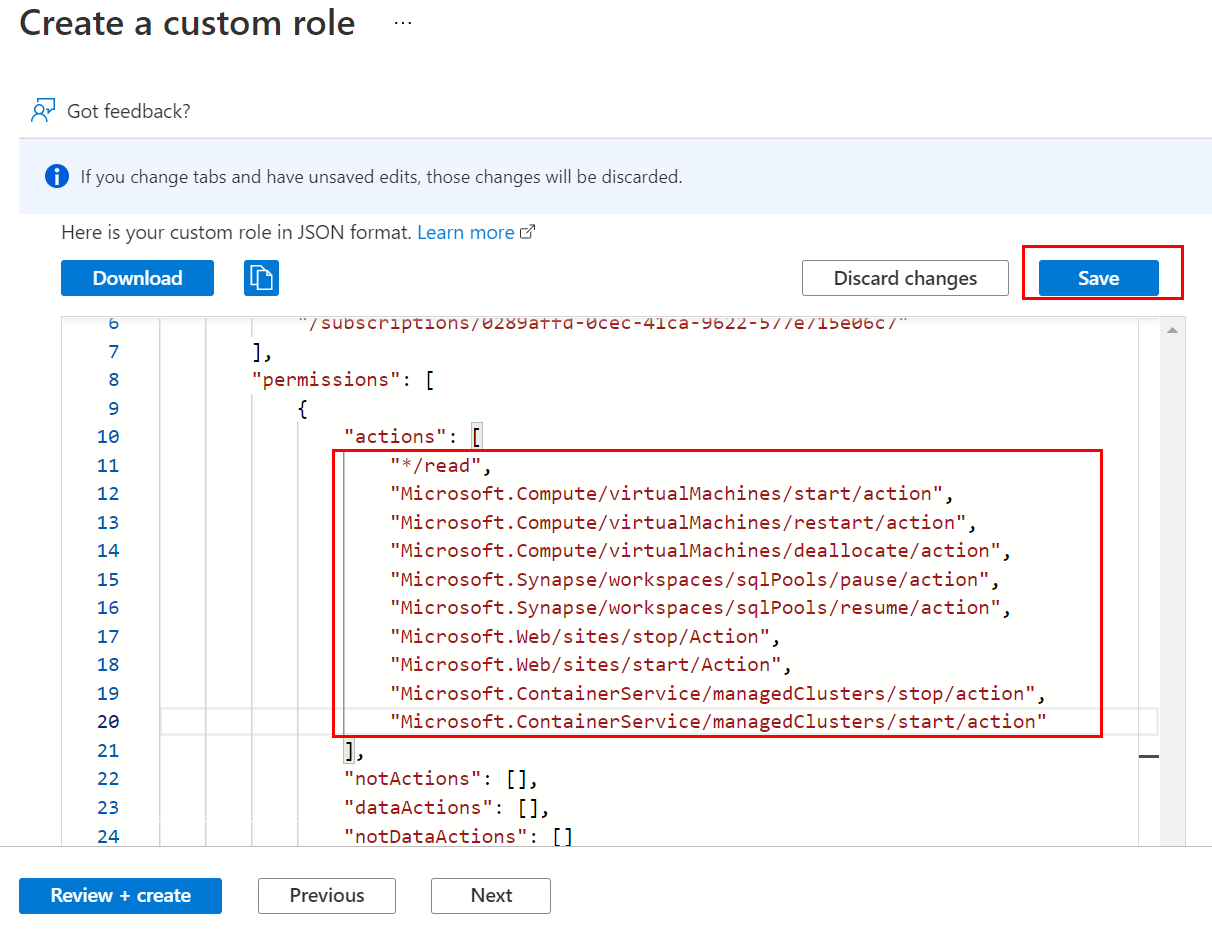 Create a custom role ...
Got feedback?
If you change tabs and have unsaved edits, those changes will be discarded.
Here is your custom role in JSON format. Learn more
Download
Discard changes
Save
6 "/subscriptions/0289affd-0cec-41ca-9622-577e715e06c7"
7 ],
8 "permissions": [
9 {
10 "actions": [
11 "*/read",
12 "Microsoft.Compute/virtualMachines/start/action",
13 "Microsoft.Compute/virtualMachines/restart/action",
14 "Microsoft.Compute/virtualMachines/deallocate/action",
15 "Microsoft.Synapse/workspaces/sqlPools/pause/action",
16 "Microsoft.Synapse/workspaces/sqlPools/resume/action",
17 "Microsoft.Web/sites/stop/Action",
18 "Microsoft.Web/sites/start/Action",
19 "Microsoft.ContainerService/managedClusters/stop/action",
20 "Microsoft.ContainerService/managedClusters/start/action"
21 ],
22 "notActions": [],
23 "dataActions": [],
24 "notDataActions": []
Review + create
Previous
Next